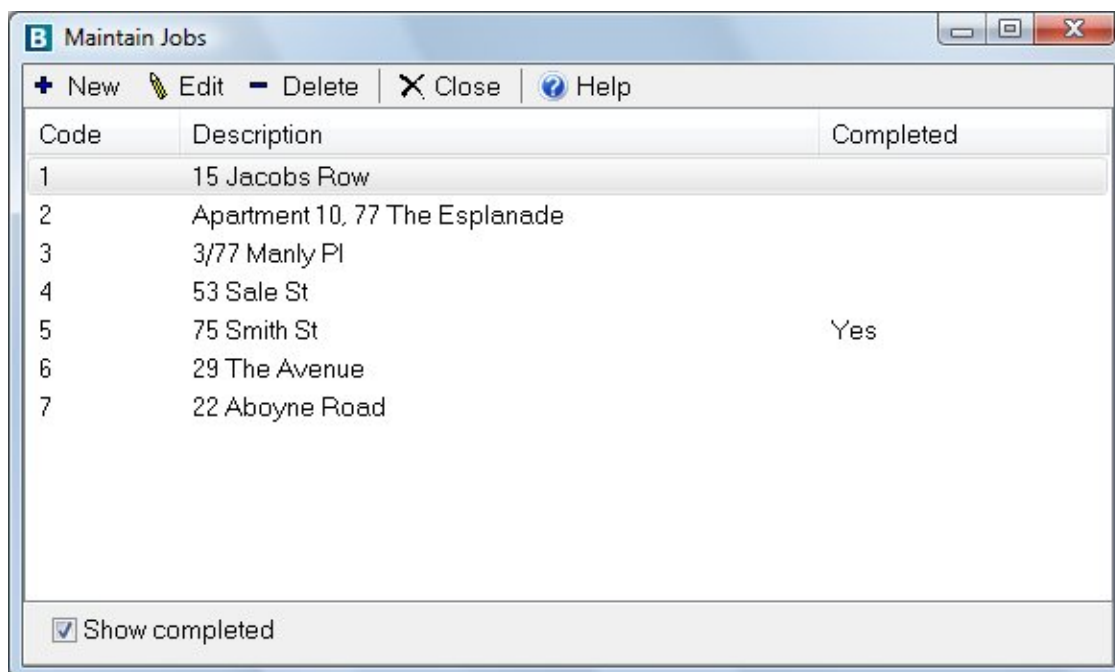 B Maintain Jobs
New Edit Delete Close Help
Code Description Completed
1 15 Jacobs Row
2 Apartment 10, 77 The Esplanade
3 3/77 Manly Pl
4 53 Sale St
5 75 Smith St Yes
6 29 The Avenue
7 22 Aboyne Road
Show completed